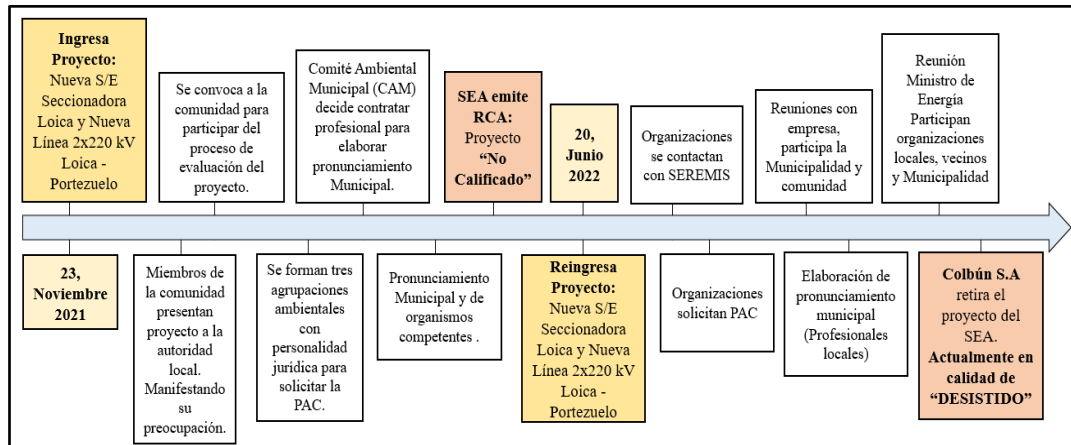 Ingresa
Proyecto:
Nueva S/E
Seccionadora
Loica y Nueva
Línea 2x220 kV
Loica -
Portezuelo
Se convoca a la
comunidad para
participar del
proceso de
evaluación del
proyecto.
Comité Ambiental
Municipal (CAM)
decide contratar
profesional para
elaborar
pronunciamiento
Municipal.
SEA emite
RCA:
Proyecto
“No
Calificado”
20,
Junio
2022
Organizaciones
se contactan
con SEREMIS
Reuniones con
empresa,
participa la
Municipalidad y
comunidad
Reunión
Ministro de
Energía
Participan
organizaciones
locales, vecinos
y Municipalidad
23,
Noviembre
2021
Miembros de
la comunidad
presentan
proyecto a la
autoridad
local.
Manifestando
su
preocupación.
Se forman tres
agrupaciones
ambientales
con
personalidad
jurídica para
solicitar la
PAC.
Pronunciamiento
Municipal y de
organismos
competentes .
Reingresa
Proyecto:
Nueva S/E
Seccionadora
Loica y Nueva
Línea 2x220 kV
Loica -
Portezuelo
Organizaciones
solicitan PAC
Elaboración de
pronunciamiento
municipal
(Profesionales
locales)
Colbún S.A
retira el
proyecto del
SEA.
Actualmente en
calidad de
“DESISTIDO”